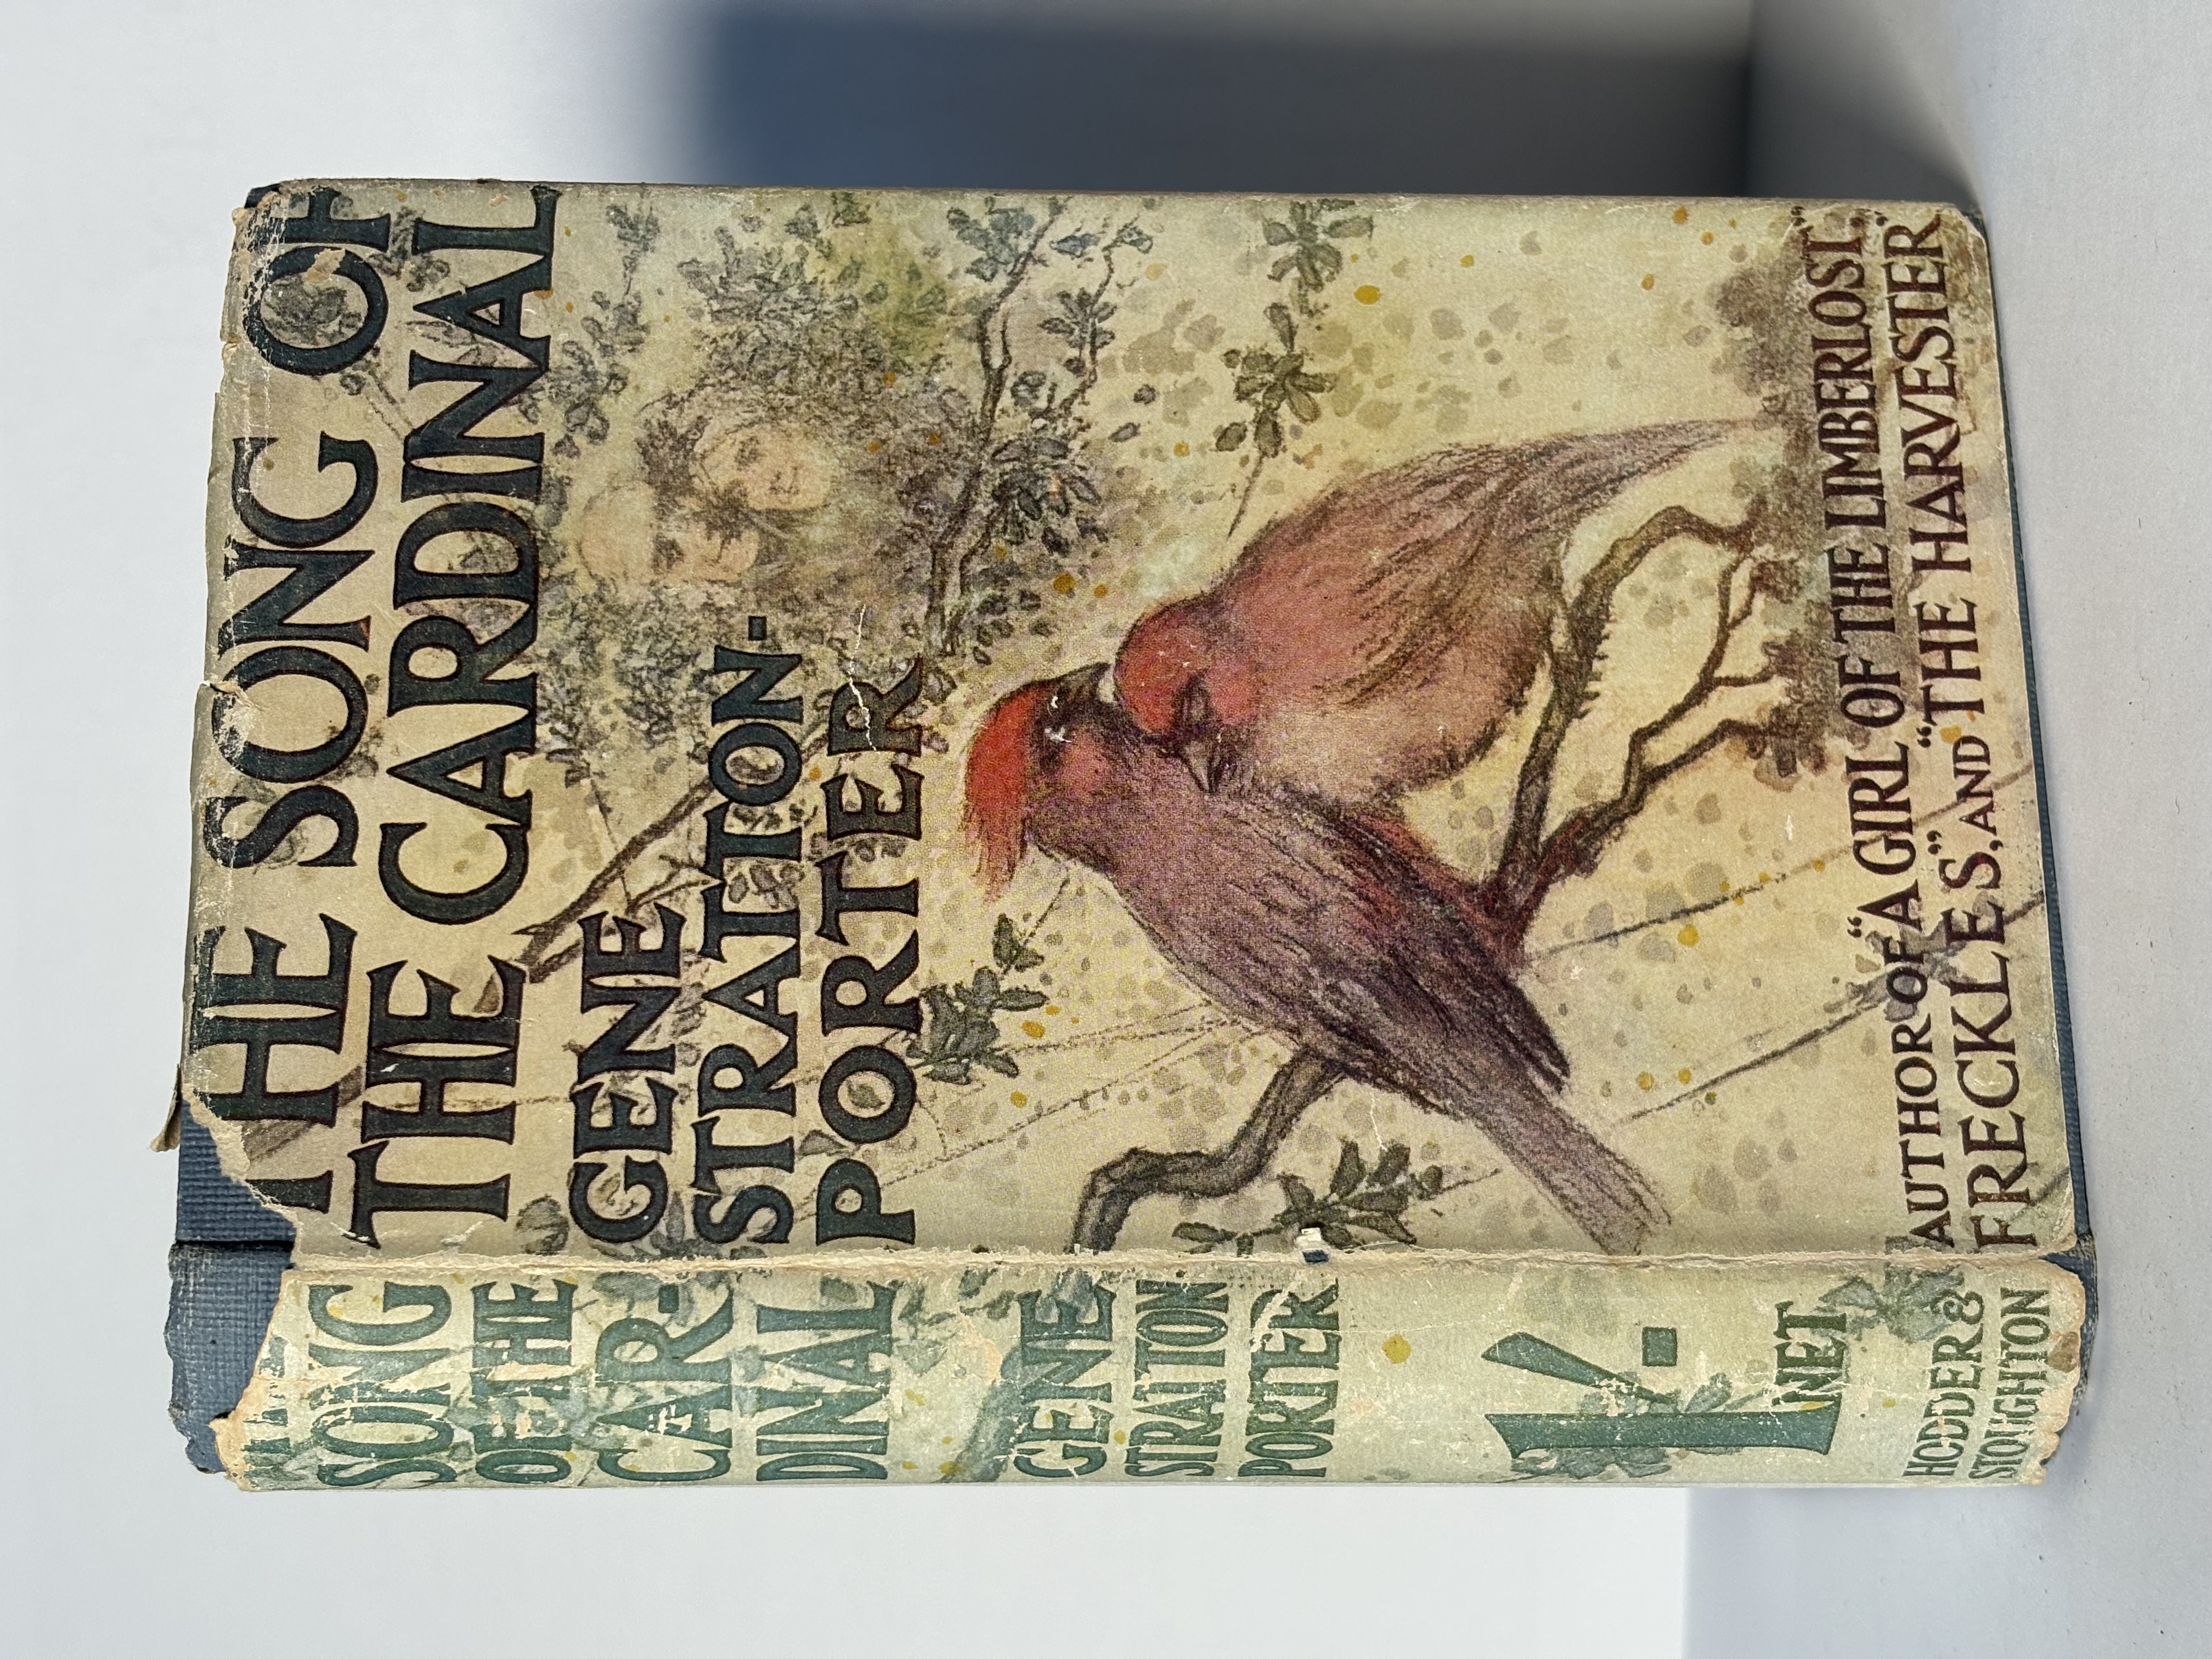 THE SONG OF
THE CARDINAL
GENE
STRATTON-
PORTER
AUTHOR OF "A GIRL OF THE LIMBERLOST,"
FRECKLES," AND "THE HARVESTER"
SONG
OF THE
CAR-
DINAL
GENE
STRATTON
PORTER
1/-
NET
HODDER &
STOUGHTON